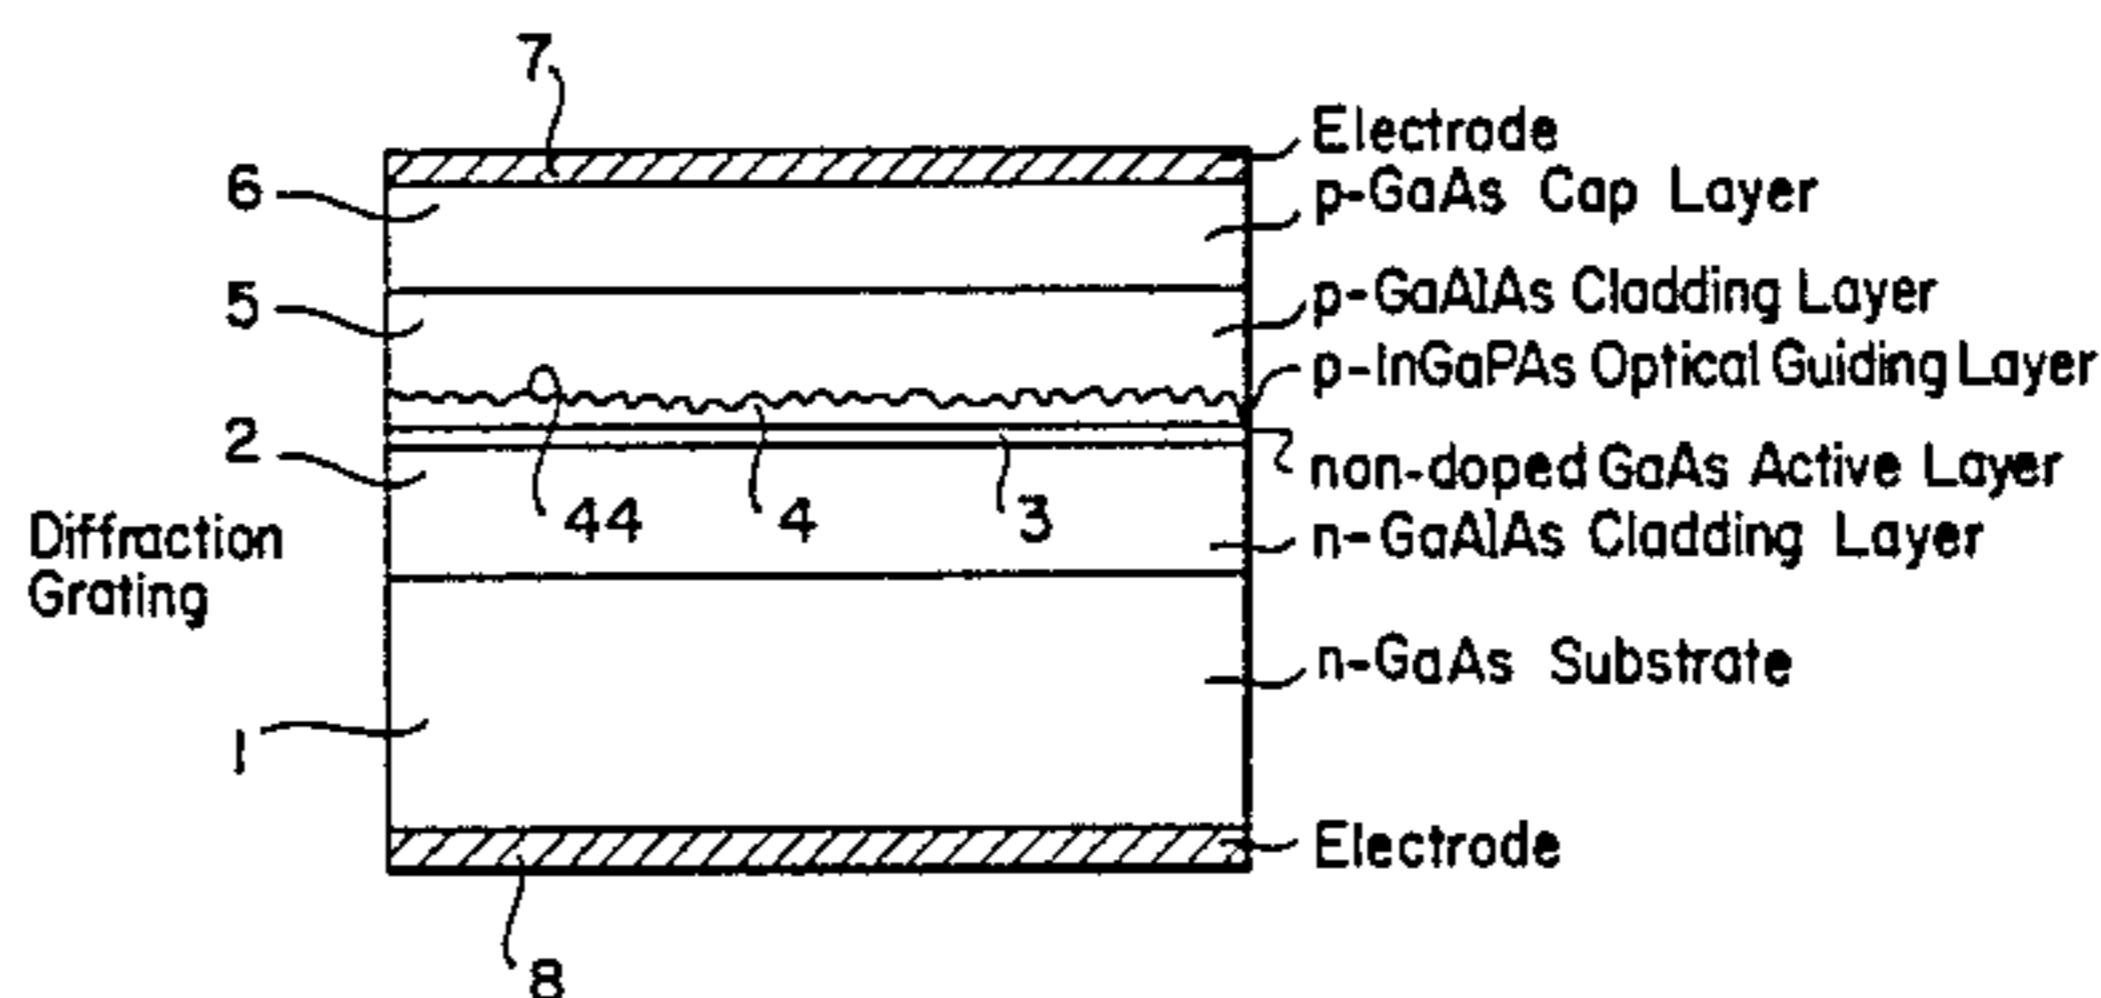 7
Electrode
6
p-GaAs Cap Layer
5
p-GaAlAs Cladding Layer
p-InGaPAs Optical Guiding Layer
2
non-doped GaAs Active Layer
44
4
3
n-GaAlAs Cladding Layer
Diffraction
Grating
n-GaAs Substrate
1
Electrode
8